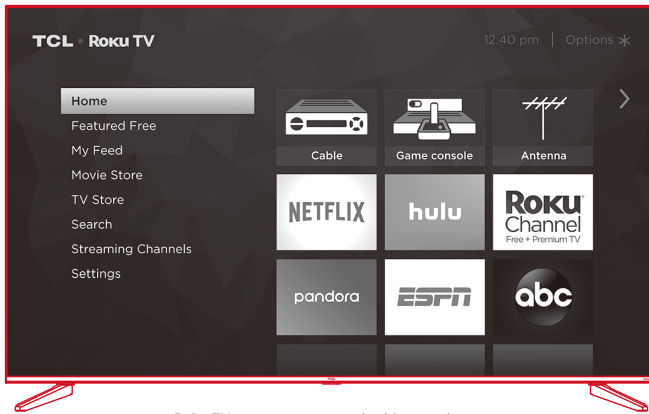 TCL • Roku TV
12:40 pm | Options
Home
Featured Free
My Feed
Movie Store
TV Store
Search
Streaming Channels
Settings
Cable
Game console
Antenna
NETFLIX
hulu
Roku
Channel
Free + Premium TV
pandora
ESPN
abc
TCL